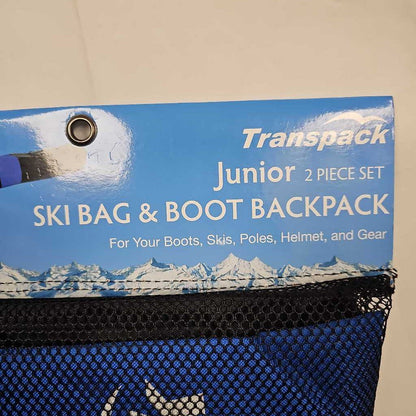 Transpack
Junior 2 PIECE SET
SKI BAG & BOOT BACKPACK
For Your Boots, Skis, Poles, Helmet, and Gear